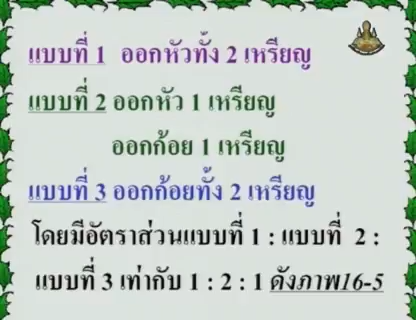 แบบที่ 1 ออกหัวทั้ง 2 เหรียญ
แบบที่ 2 ออกหัว 1 เหรียญ
ออกก้อย 1 เหรียญ
แบบที่ 3 ออกก้อยทั้ง 2 เหรียญ
โดยมีอัตราส่วนแบบที่ 1 : แบบที่ 2 :
แบบที่ 3 เท่ากับ 1 : 2 : 1 ดังภาพ16-5